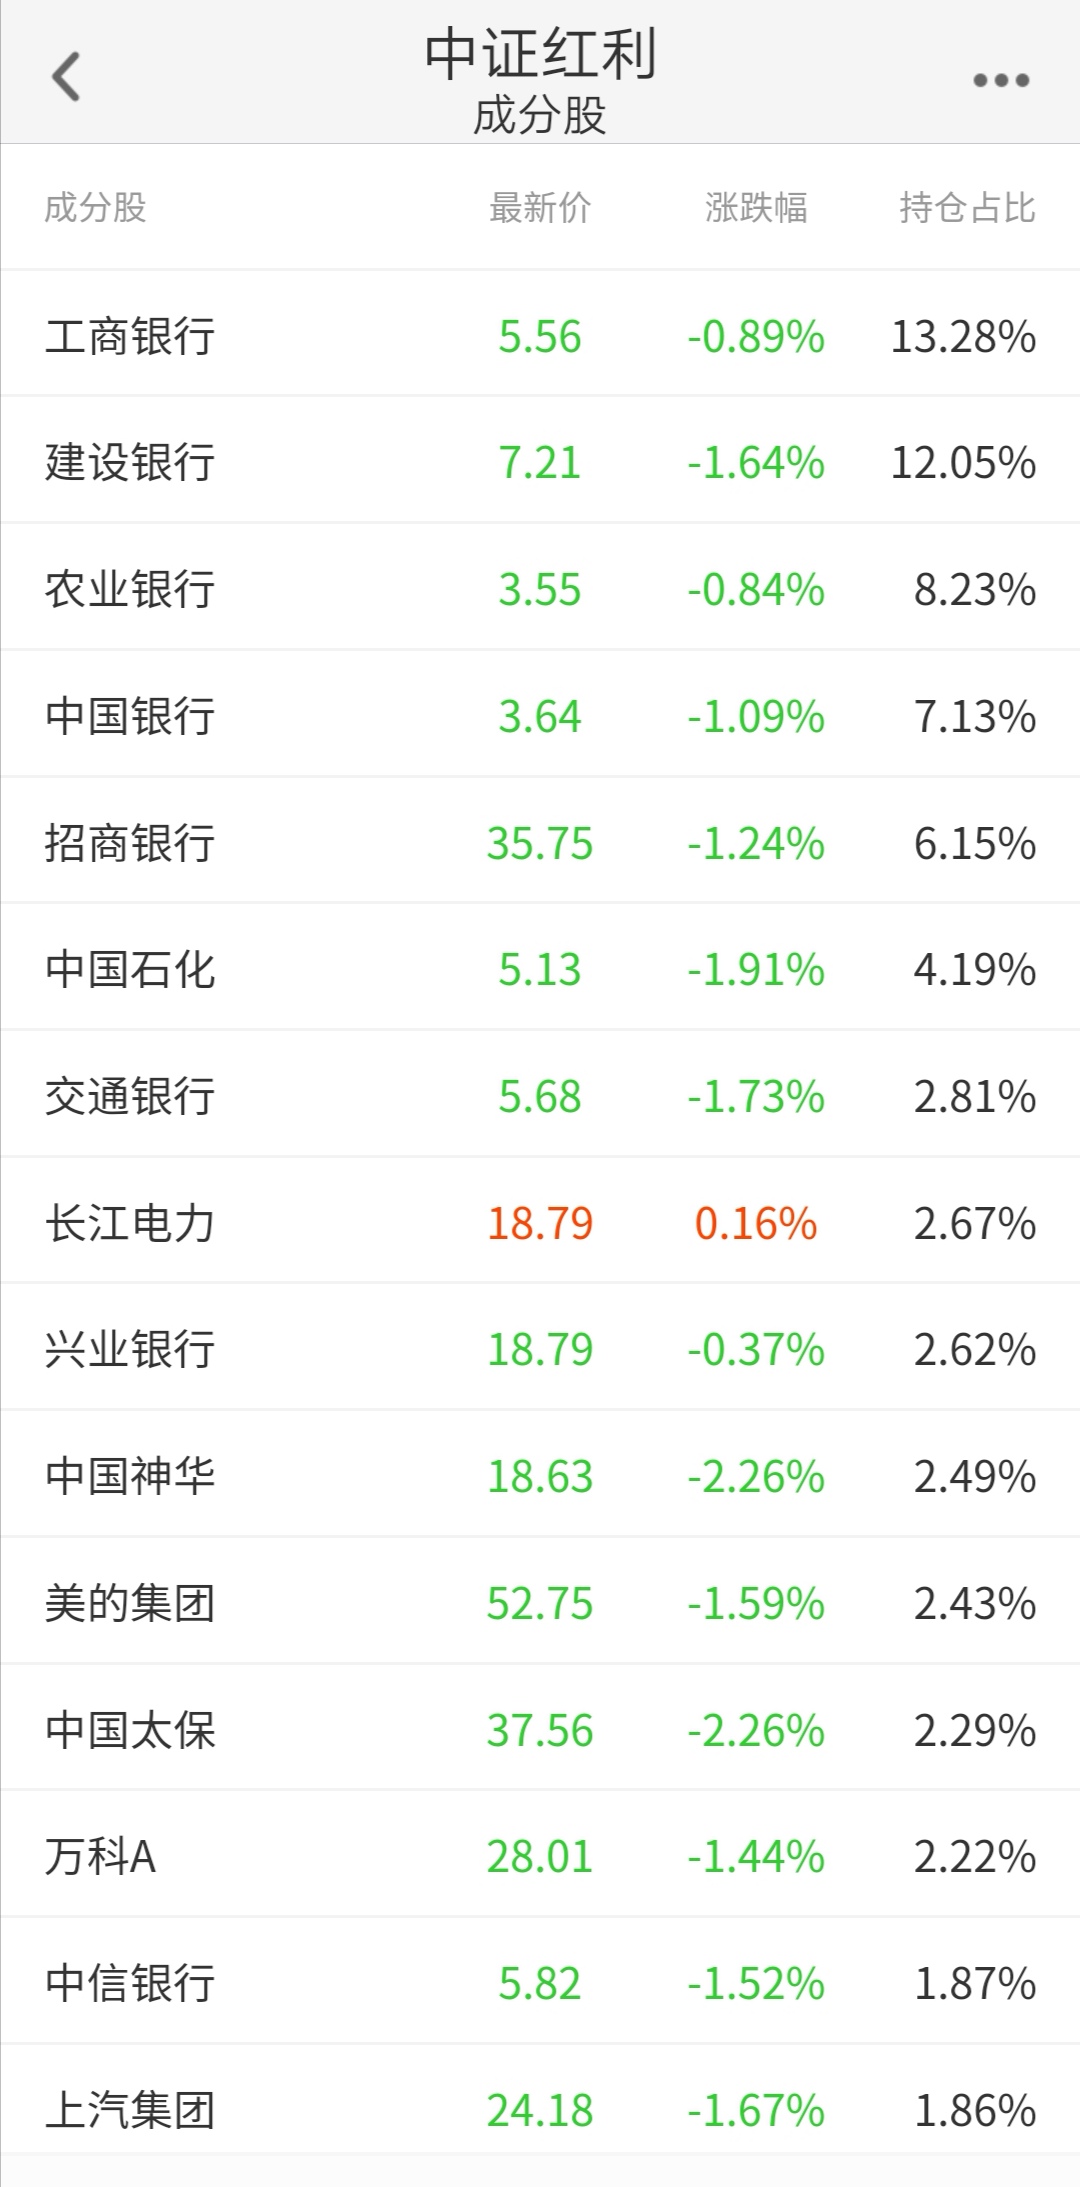 中证红利
成分股
成分股 最新价 涨跌幅 持仓占比
工商银行 5.56 -0.89% 13.28%
建设银行 7.21 -1.64% 12.05%
农业银行 3.55 -0.84% 8.23%
中国银行 3.64 -1.09% 7.13%
招商银行 35.75 -1.24% 6.15%
中国石化 5.13 -1.91% 4.19%
交通银行 5.68 -1.73% 2.81%
长江电力 18.79 0.16% 2.67%
兴业银行 18.79 -0.37% 2.62%
中国神华 18.63 -2.26% 2.49%
美的集团 52.75 -1.59% 2.43%
中国太保 37.56 -2.26% 2.29%
万科A 28.01 -1.44% 2.22%
中信银行 5.82 -1.52% 1.87%
上汽集团 24.18 -1.67% 1.86%